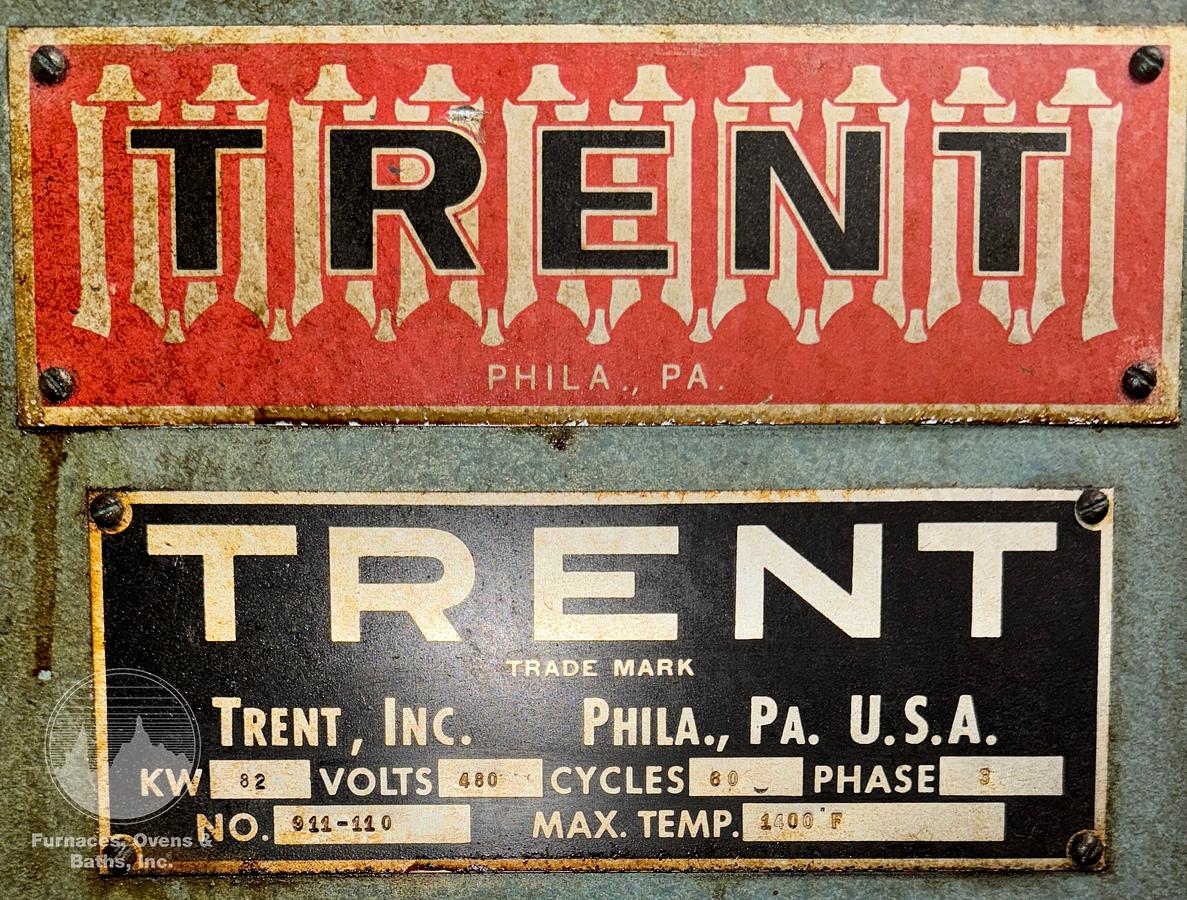 TRENT
PHILA., PA.
TRENT
TRADE MARK
TRENT, INC. PHILA., PA. U.S.A.
KW 82 VOLTS 480 CYCLES 60 PHASE 3
NO. 911-110 MAX. TEMP. 1400 °F
Furnaces, Ovens &
Baths, Inc.